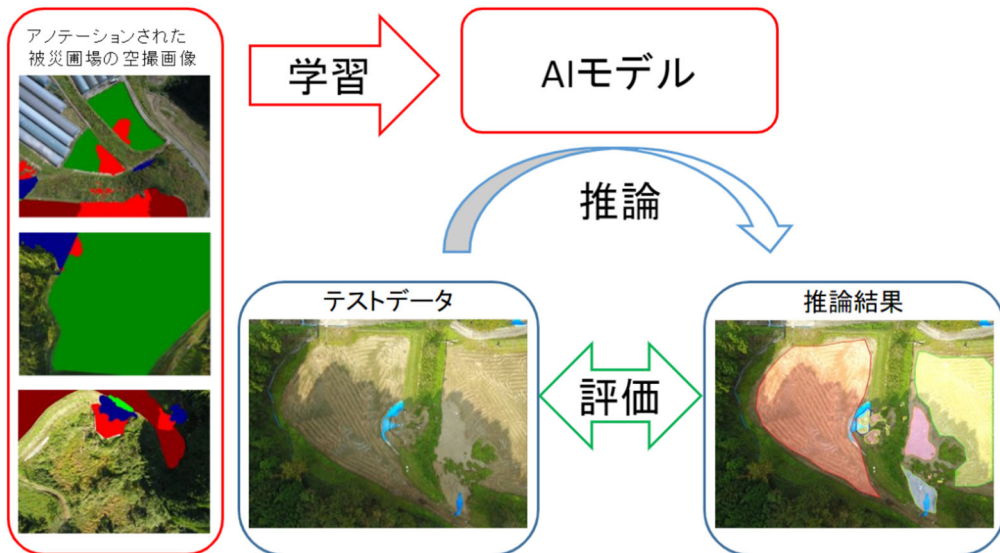 アノテーションされた
被災圃場の空撮画像
学習
AIモデル
推論
テストデータ
評価
推論結果